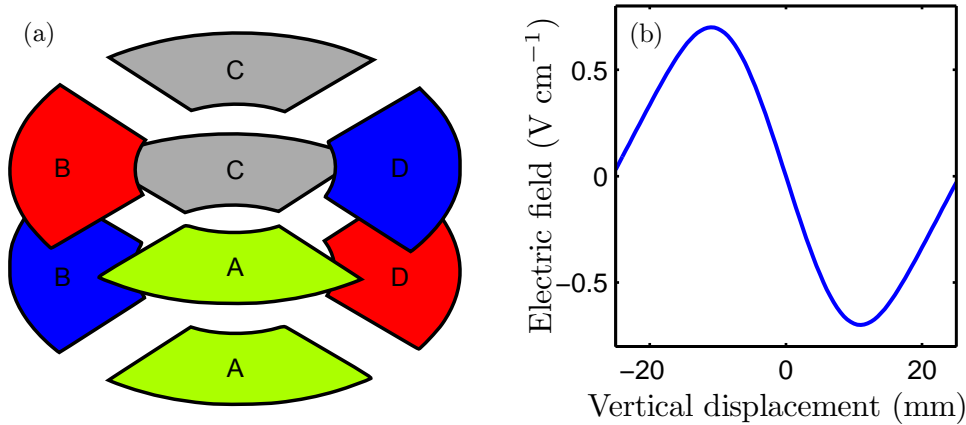 (a)
C
C
B
D
B
D
A
A
(b)
Electric field (V cm⁻¹)
0.5
0
−0.5
−20
0
20
Vertical displacement (mm)